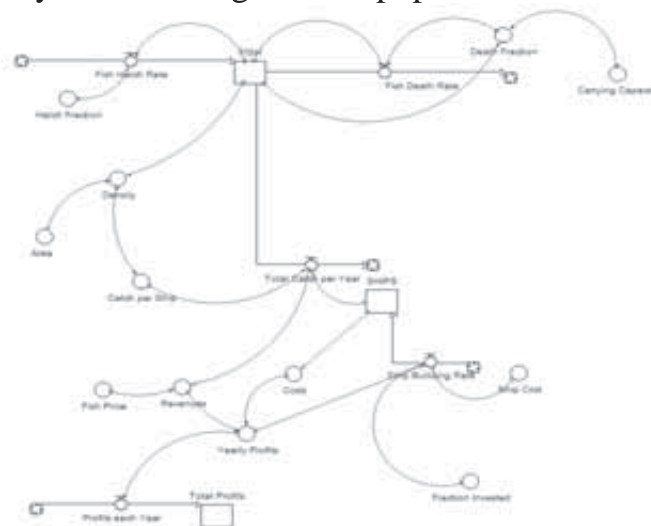 Fish
Death Fraction
Fish Hatch Rate
Fish Death Rate
Carrying Capacit
Hatch Fraction
Density
Area
Total Catch per Year
SHIPS
Catch per Ship
Ship Building Rate
Fish Price
Revenues
Costs
Ship Cost
Yearly Profits
Fraction Invested
Total Profits
Profits each Year